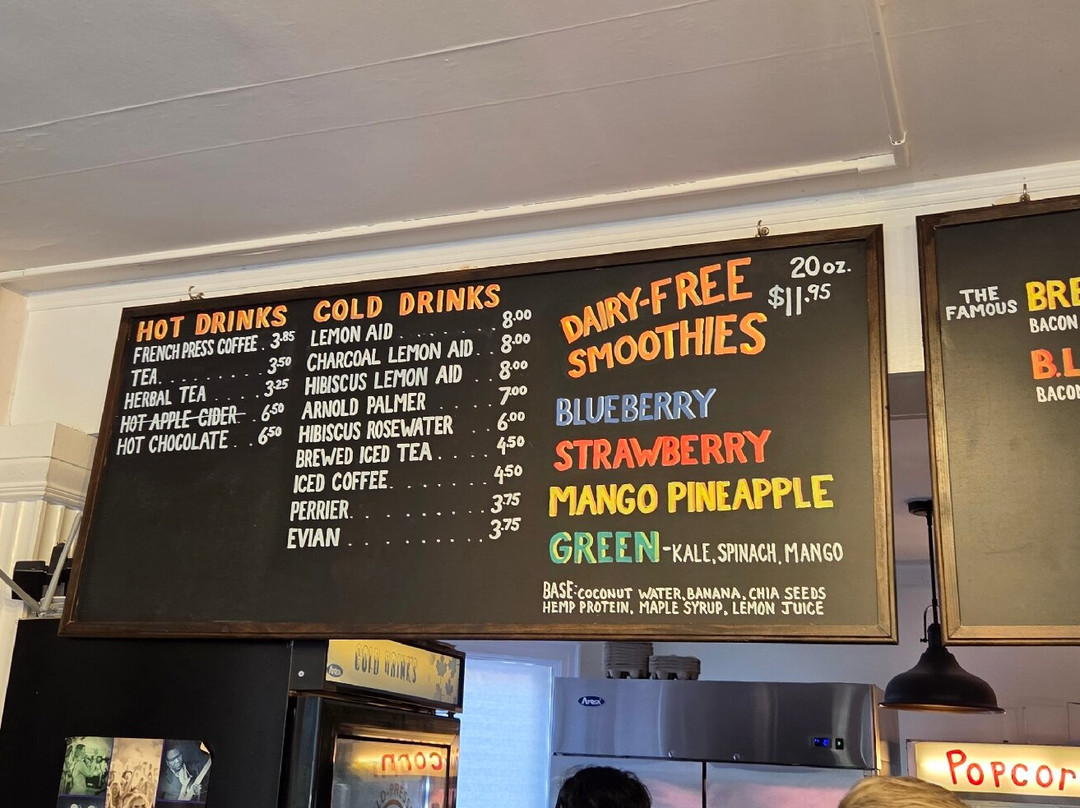 HOT DRINKS
FRENCH PRESS COFFEE . 3.85
TEA. . . . . . . . . 3.50
HERBAL TEA . . . . 3.25
HOT APPLE CIDER . . 6.50
HOT CHOCOLATE . . 6.50
COLD DRINKS
LEMON AID . . . . . . . . 8.00
CHARCOAL LEMON AID . . 8.00
HIBISCUS LEMON AID . . . 8.00
ARNOLD PALMER . . . . . 7.00
HIBISCUS ROSEWATER . . . 6.00
BREWED ICED TEA . . . . 4.50
ICED COFFEE. . . . . . . . 4.50
PERRIER. . . . . . . . . . 3.75
EVIAN . . . . . . . . . . 3.75
DAIRY-FREE
SMOOTHIES
20 oz.
$11.95
BLUEBERRY
STRAWBERRY
MANGO PINEAPPLE
GREEN-KALE, SPINACH, MANGO
BASE: COCONUT WATER, BANANA, CHIA SEEDS
HEMP PROTEIN, MAPLE SYRUP, LEMON JUICE
THE
FAMOUS
BRE
BACON
B.L
BACON
COLD DRINKS
Atosa
POPCOR